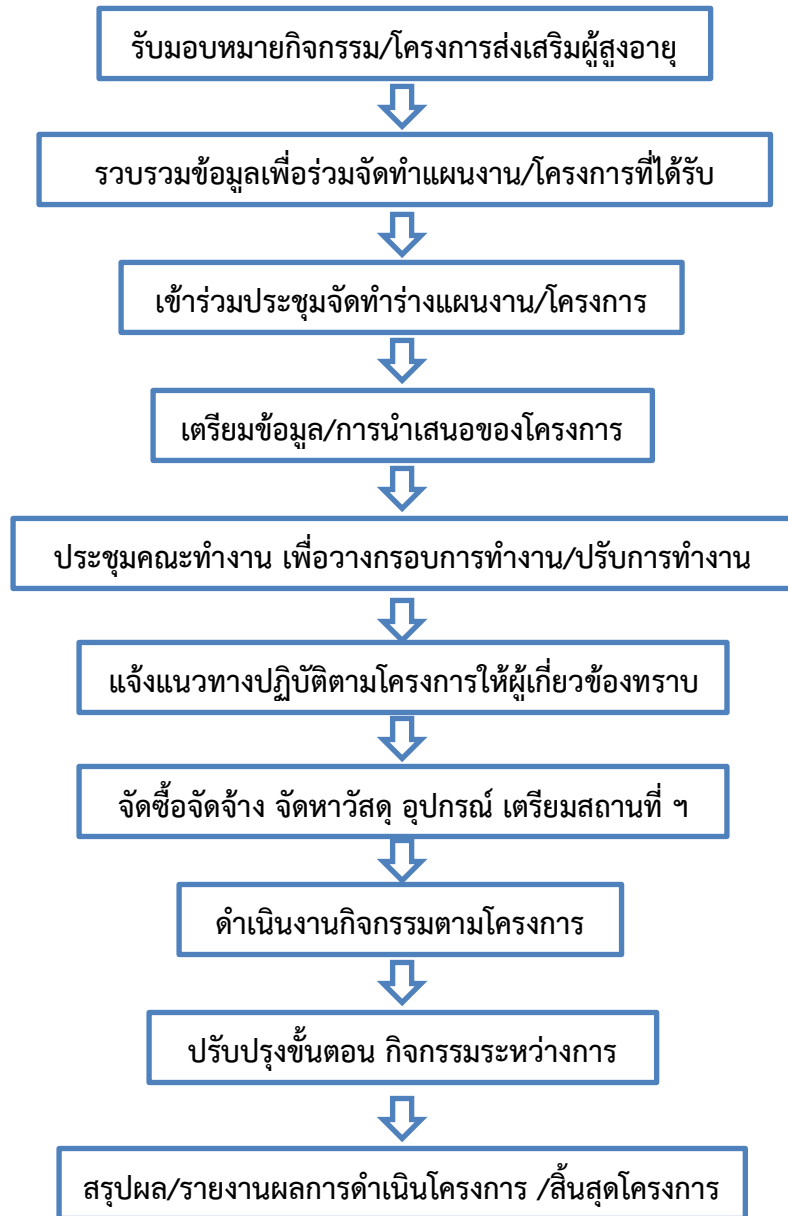 รับมอบหมายกิจกรรม/โครงการส่งเสริมผู้สูงอายุ
รวบรวมข้อมูลเพื่อร่วมจัดทำแผนงาน/โครงการที่ได้รับ
เข้าร่วมประชุมจัดทำร่างแผนงาน/โครงการ
เตรียมข้อมูล/การนำเสนอของโครงการ
ประชุมคณะทำงาน เพื่อวางกรอบการทำงาน/ปรับการทำงาน
แจ้งแนวทางปฏิบัติตามโครงการให้ผู้เกี่ยวข้องทราบ
จัดซื้อจัดจ้าง จัดหาวัสดุ อุปกรณ์ เตรียมสถานที่ ฯ
ดำเนินงานกิจกรรมตามโครงการ
ปรับปรุงขั้นตอน กิจกรรมระหว่างการ
สรุปผล/รายงานผลการดำเนินโครงการ /สิ้นสุดโครงการ